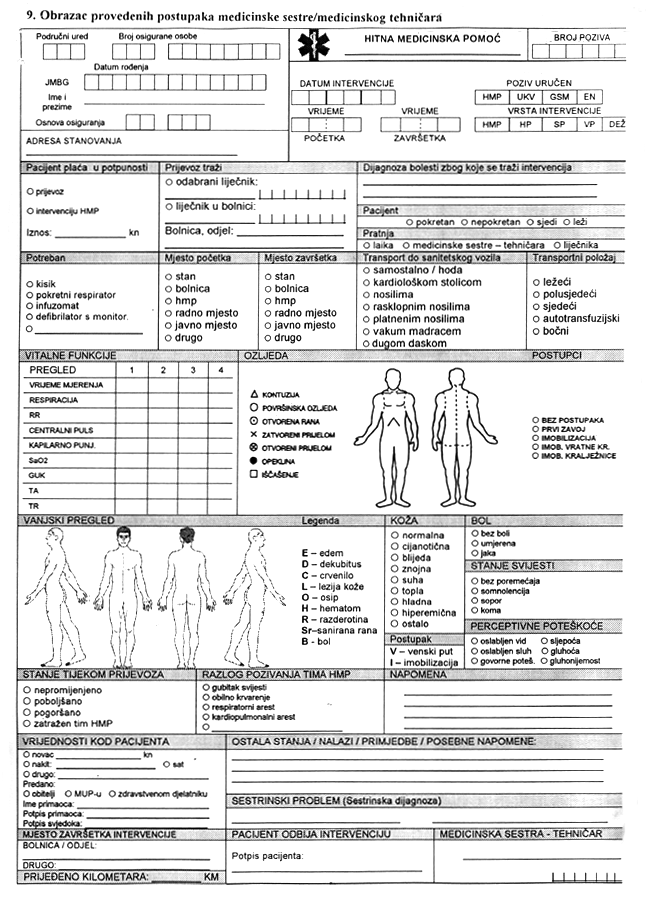 9. Obrazac provedenih postupaka medicinske sestre/medicinskog tehničara
Područni ured
Broj osigurane osobe
Datum rođenja
JMBG
Ime i
prezime
Osnova osiguranja
ADRESA STANOVANJA
HITNA MEDICINSKA POMOĆ
BROJ POZIVA
DATUM INTERVENCIJE
POZIV URUČEN
HMP UKV GSM EN
VRSTA INTERVENCIJE
HMP HP SP VP DEŽ
VRIJEME
POČETKA
VRIJEME
ZAVRŠETKA
Pacijent plaća u potpunosti
prijevoz
intervenciju HMP
Iznos: kn
Prijevoz traži
odabrani liječnik:
liječnik u bolnici:
Bolnica, odjel:
Dijagnoza bolesti zbog koje se traži intervencija
Pacijent
pokretan nepokretan sjedi leži
Pratnja
laika medicinske sestre – tehničara liječnika
Potreban
kisik
pokretni respirator
infuzomat
defibrilator s monitor.
Mjesto početka
stan
bolnica
hmp
radno mjesto
javno mjesto
drugo
Mjesto završetka
stan
bolnica
hmp
radno mjesto
javno mjesto
drugo
Transport do sanitetskog vozila
samostalno / hoda
kardiološkom stolicom
nosilima
rasklopnim nosilima
platnenim nosilima
vakum madracem
dugom daskom
Transportni položaj
ležeći
polusjedeći
sjedeći
autotransfuzijski
bočni
VITALNE FUNKCIJE
PREGLED 1 2 3 4
VRIJEME MJERENJA
RESPIRACIJA
RR
CENTRALNI PULS
KAPILARNO PUNJ.
SaO2
GUK
TA
TR
OZLJEDA
KONTUZIJA
POVRŠINSKA OZLJEDA
OTVORENA RANA
ZATVORENI PRIJELOM
OTVORENI PRIJELOM
OPEKLINA
IŠČAŠENJE
POSTUPCI
BEZ POSTUPAKA
PRVI ZAVOJ
IMOBILIZACIJA
IMOB. VRATNE KR.
IMOB. KRALJEŽNICE
VANJSKI PREGLED
Legenda
E – edem
D – dekubitus
C – crvenilo
L – lezija kože
O – osip
H – hematom
R – razderotina
Sr–sanirana rana
B - bol
KOŽA
normalna
cijanotična
blijeda
znojna
suha
topla
hladna
hiperemična
ostalo
Postupak
V – venski put
I – imobilizacija
BOL
bez boli
umjerena
jaka
STANJE SVIJESTI
bez poremećaja
somnolencija
sopor
koma
PERCEPTIVNE POTEŠKOĆE
oslabljen vid sljepoća
oslabljen sluh gluhoća
govorne poteš. gluhonijemost
STANJE TIJEKOM PRIJEVOZA
nepromijenjeno
poboljšano
pogoršano
zatražen tim HMP
RAZLOG POZIVANJA TIMA HMP
gubitak svijesti
obilno krvarenje
respiratorni arest
kardiopulmonalni arest
NAPOMENA
VRIJEDNOSTI KOD PACIJENTA
novac kn
nakit: sat
drugo:
Predano:
obitelji MUP-u zdravstvenom djelatniku
Ime primaoca:
Potpis primaoca:
Potpis svjedoka:
OSTALA STANJA / NALAZI / PRIMJEDBE / POSEBNE NAPOMENE:
SESTRINSKI PROBLEM (Sestrinska dijagnoza)
MJESTO ZAVRŠETKA INTERVENCIJE
BOLNICA / ODJEL:
DRUGO:
PRIJEĐENO KILOMETARA: KM
PACIJENT ODBIJA INTERVENCIJU
Potpis pacijenta:
MEDICINSKA SESTRA - TEHNIČAR